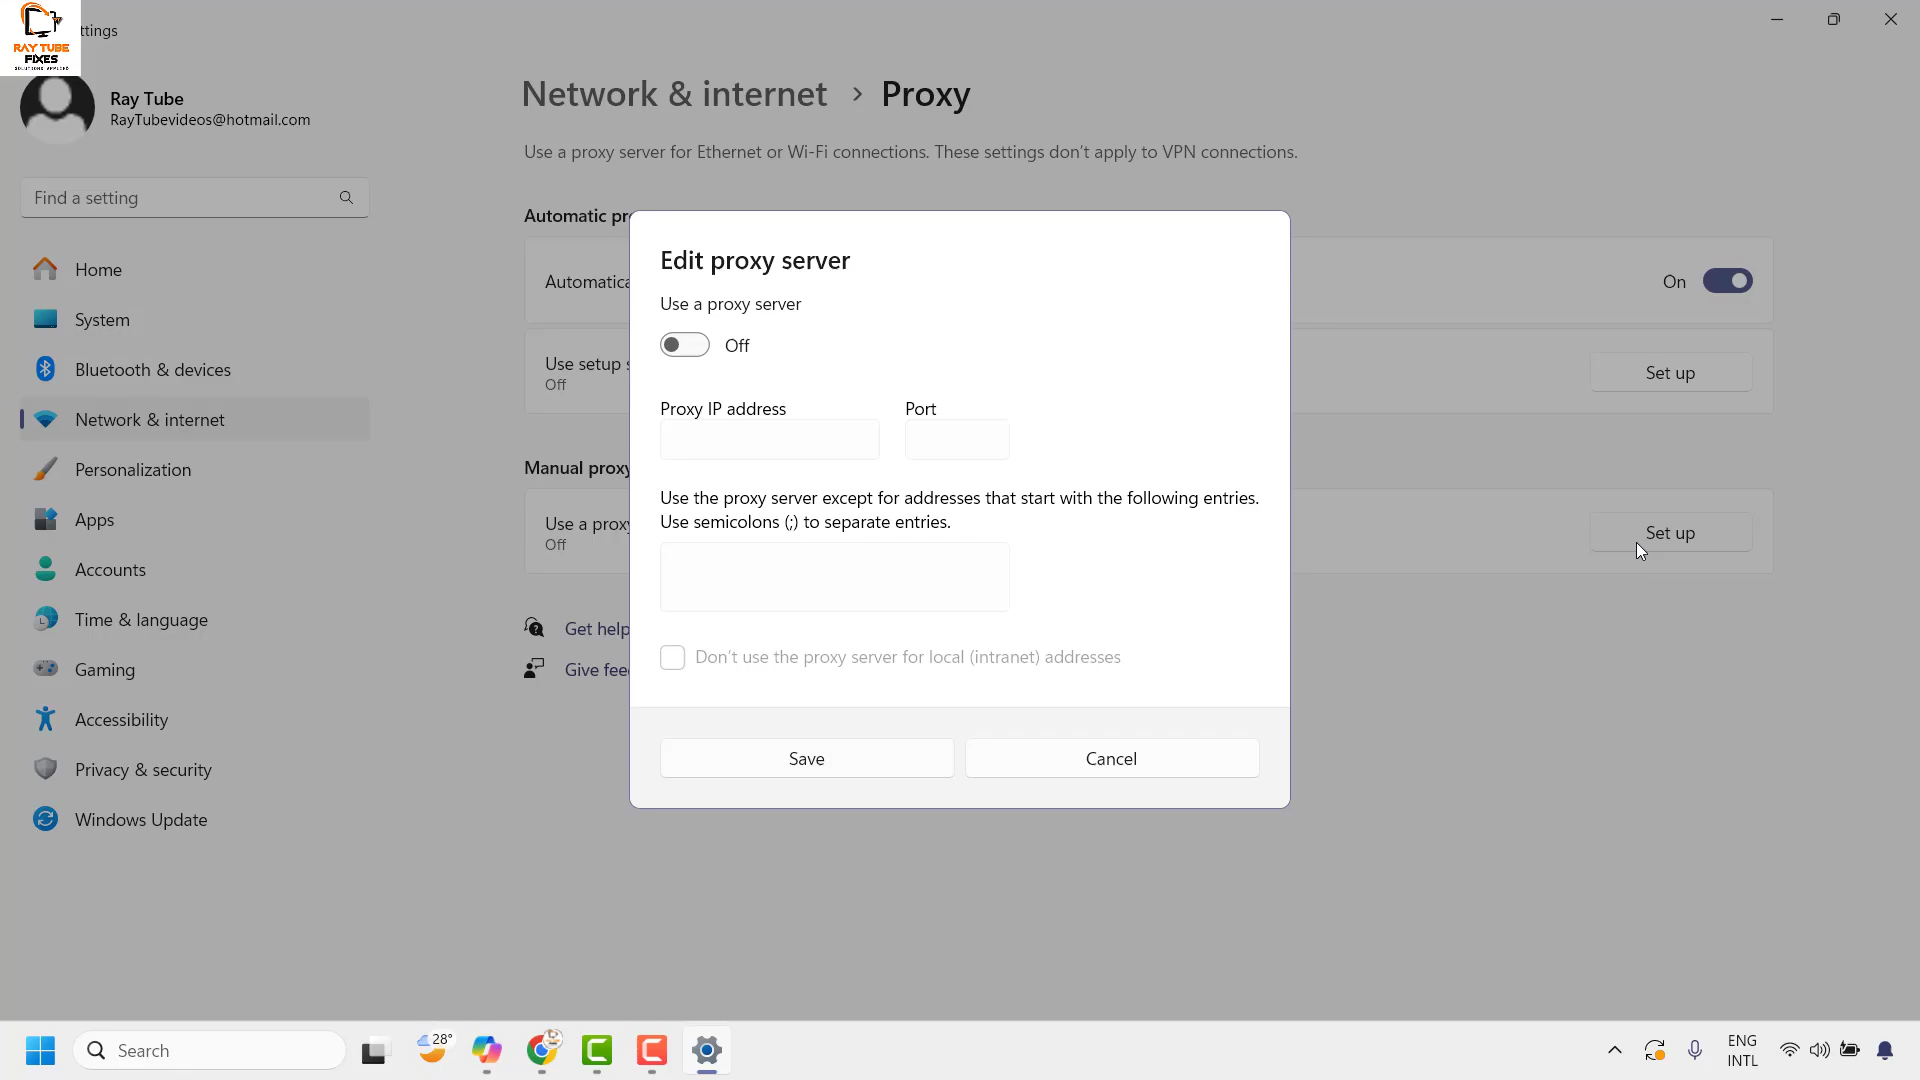 RAY TUBE
FIXES
SOLUTIONS APPLIED
ttings
Ray Tube
RayTubevideos@hotmail.com
Find a setting
Home
System
Bluetooth & devices
Network & internet
Personalization
Apps
Accounts
Time & language
Gaming
Accessibility
Privacy & security
Windows Update
Network & internet > Proxy
Use a proxy server for Ethernet or Wi-Fi connections. These settings don't apply to VPN connections.
Automatic pr
Automatica
On
Use setup s
Off
Set up
Manual proxy
Use a proxy
Off
Set up
Get help
Give fee
Edit proxy server
Use a proxy server
Off
Proxy IP address Port
Use the proxy server except for addresses that start with the following entries.
Use semicolons (;) to separate entries.
Don't use the proxy server for local (intranet) addresses
Save Cancel
Search
28°
ENG
INTL